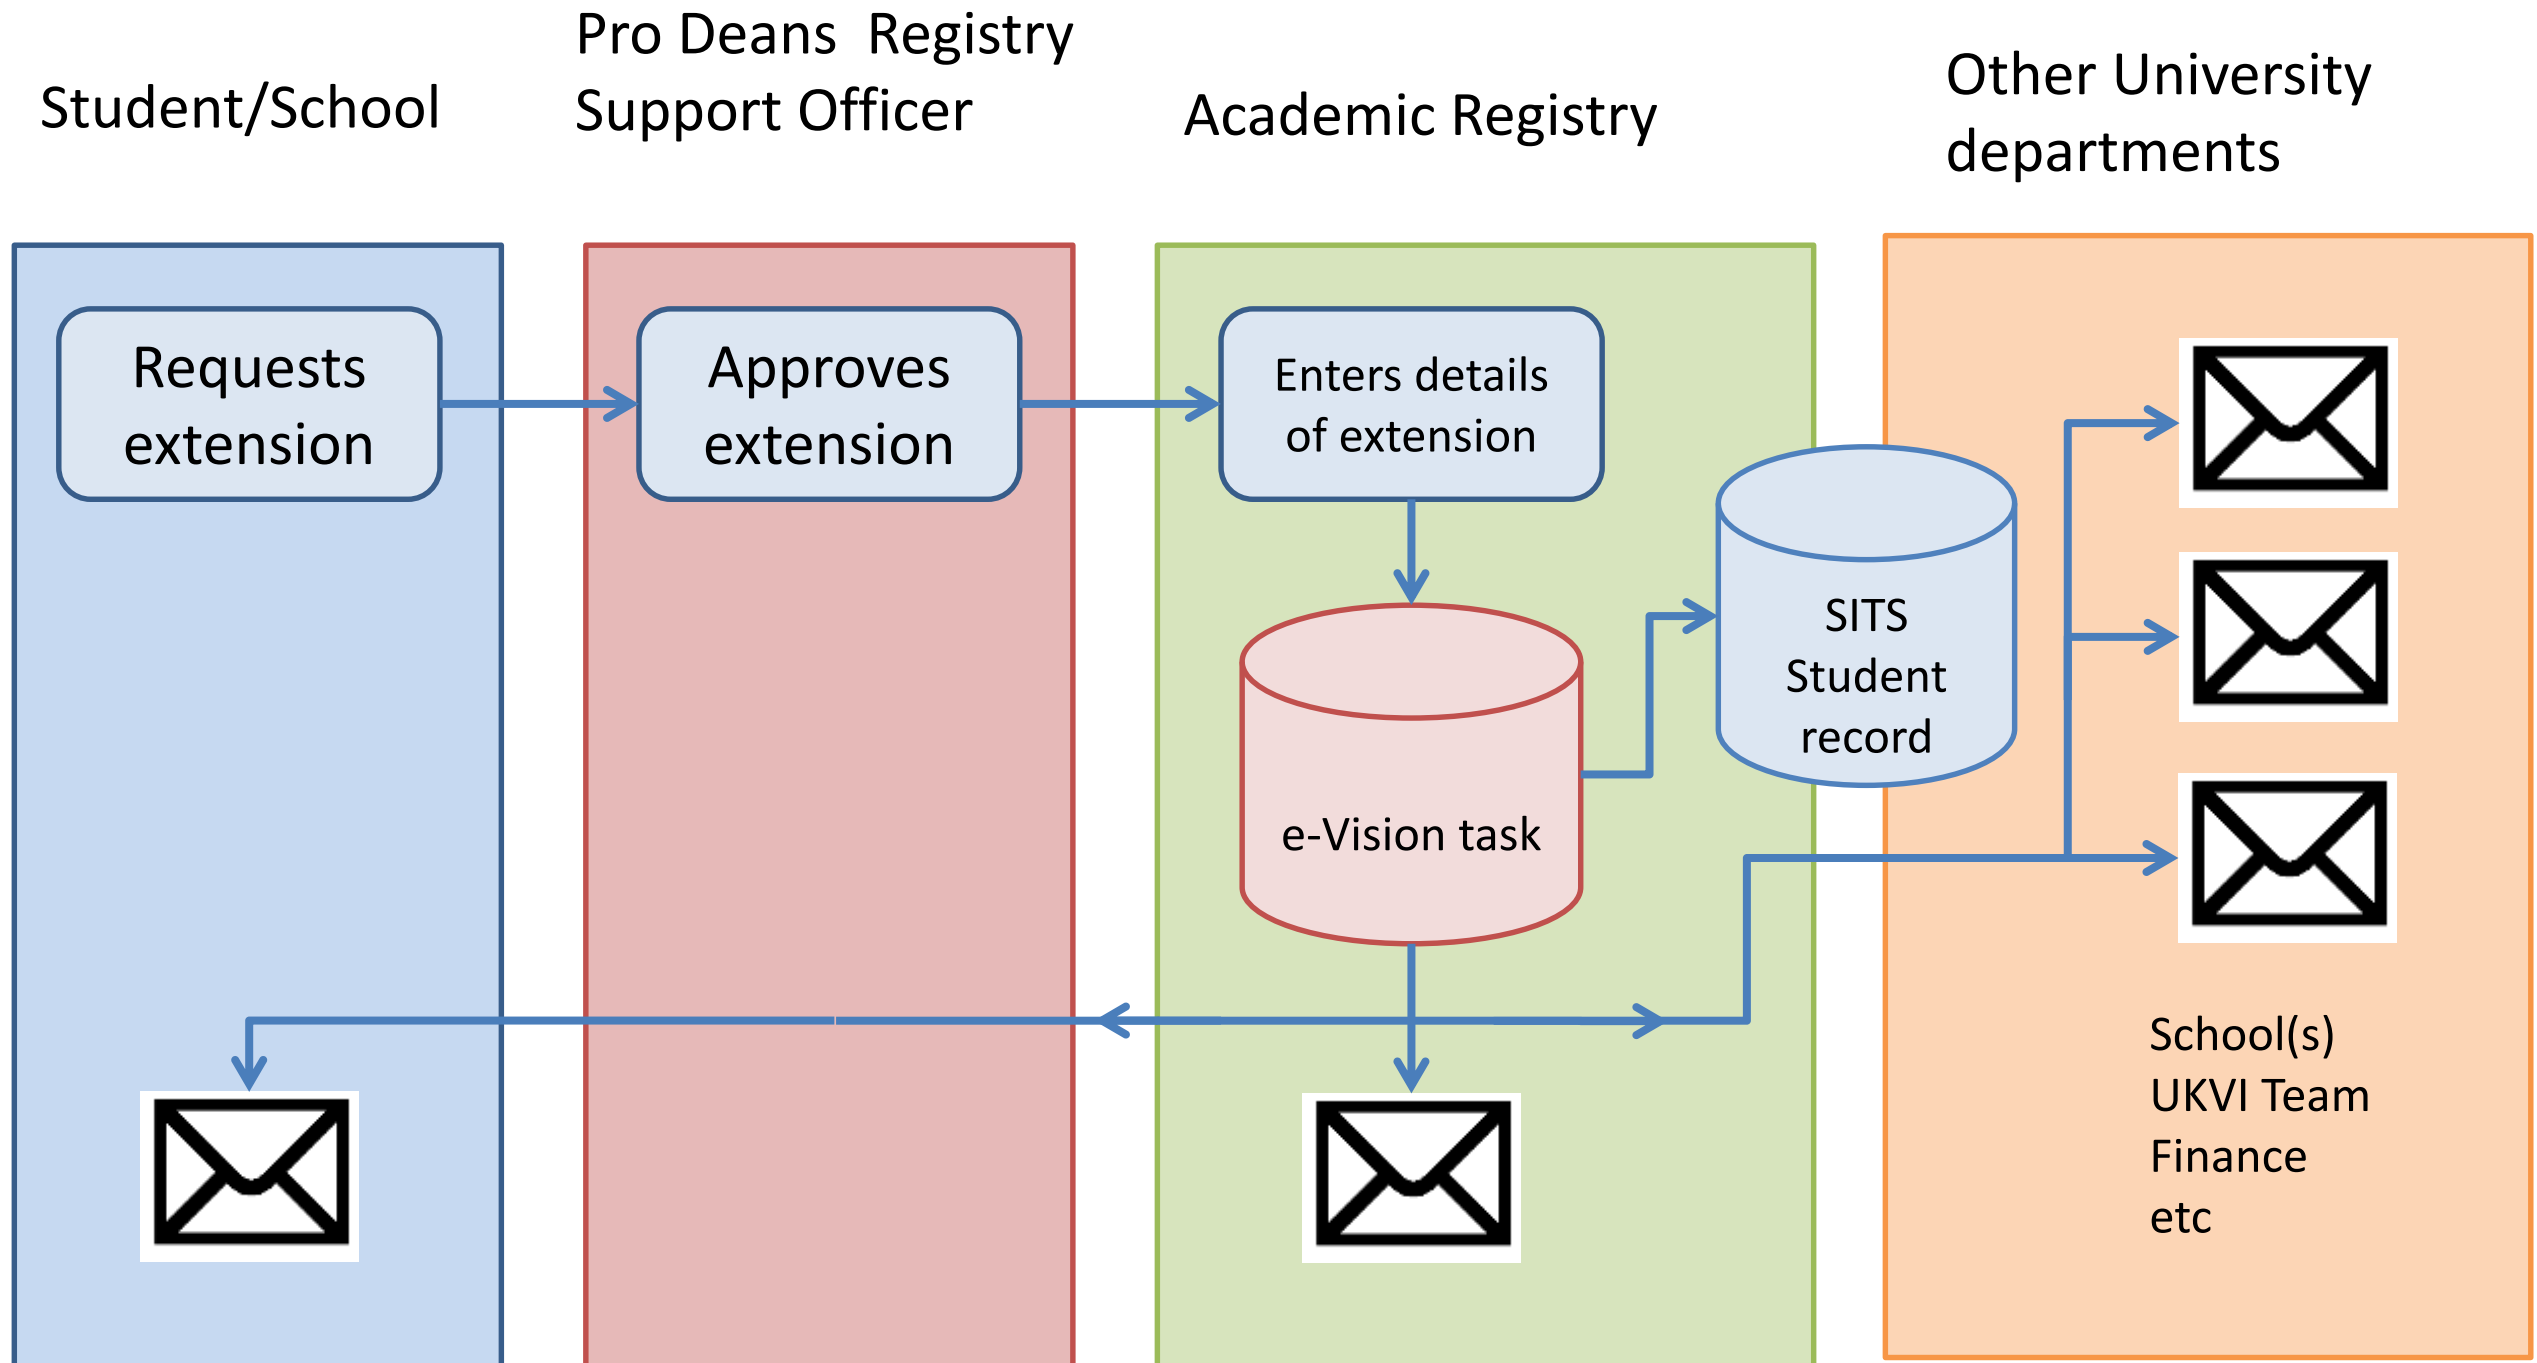 Student/School
Pro Deans  Registry
Support Officer
Academic Registry
Other University
departments
Requests
extension
Approves
extension
Enters details
of extension
SITS
Student
record
e-Vision task
School(s)
UKVI Team
Finance
etc